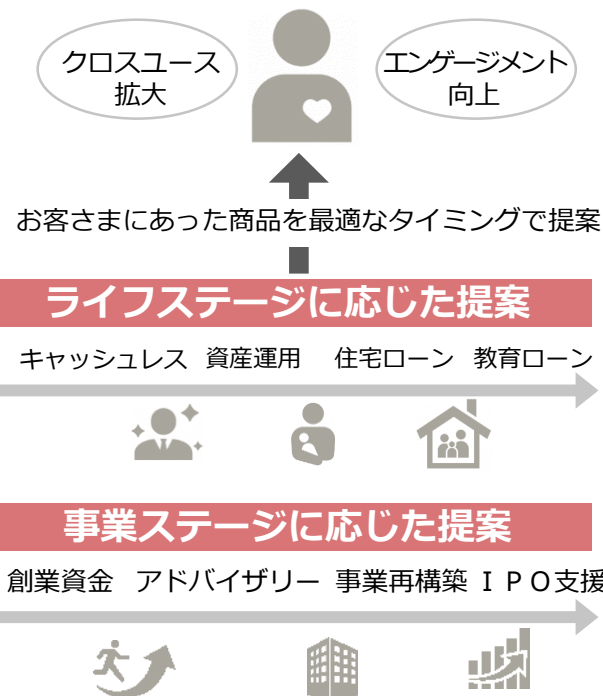 クロスユース
拡大
エンゲージメント
向上
お客さまにあった商品を最適なタイミングで提案
ライフステージに応じた提案
キャッシュレス 資産運用 住宅ローン 教育ローン
事業ステージに応じた提案
創業資金 アドバイザリー 事業再構築 ＩＰＯ支援